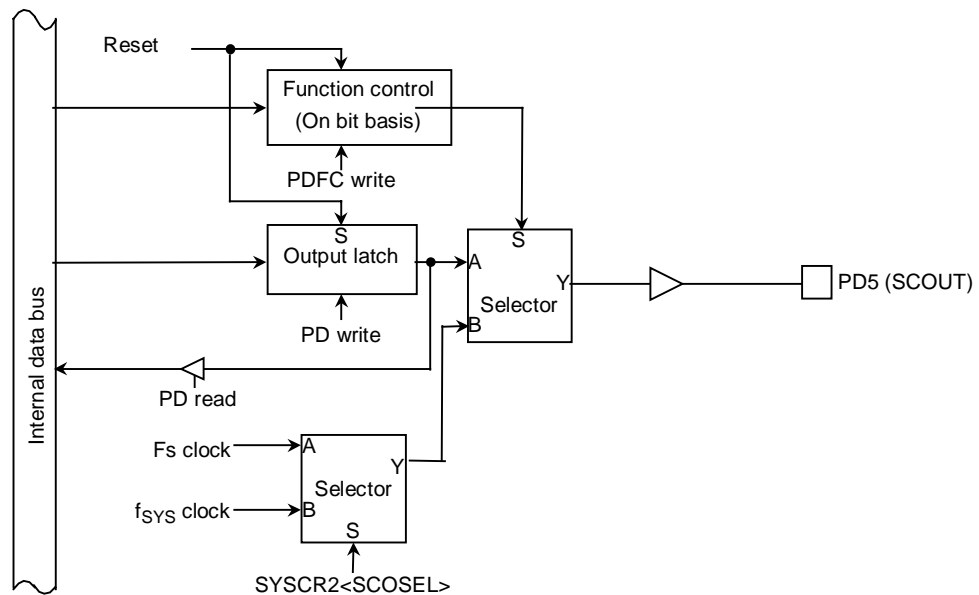 Reset
Function control
(On bit basis)
PDFC write
S
Output latch
PD write
S
A
Y
Selector
B
PD5 (SCOUT)
PD read
Internal data bus
Fs clock
A
Y
Selector
fSYS clock
B
S
SYSCR2<SCOSEL>